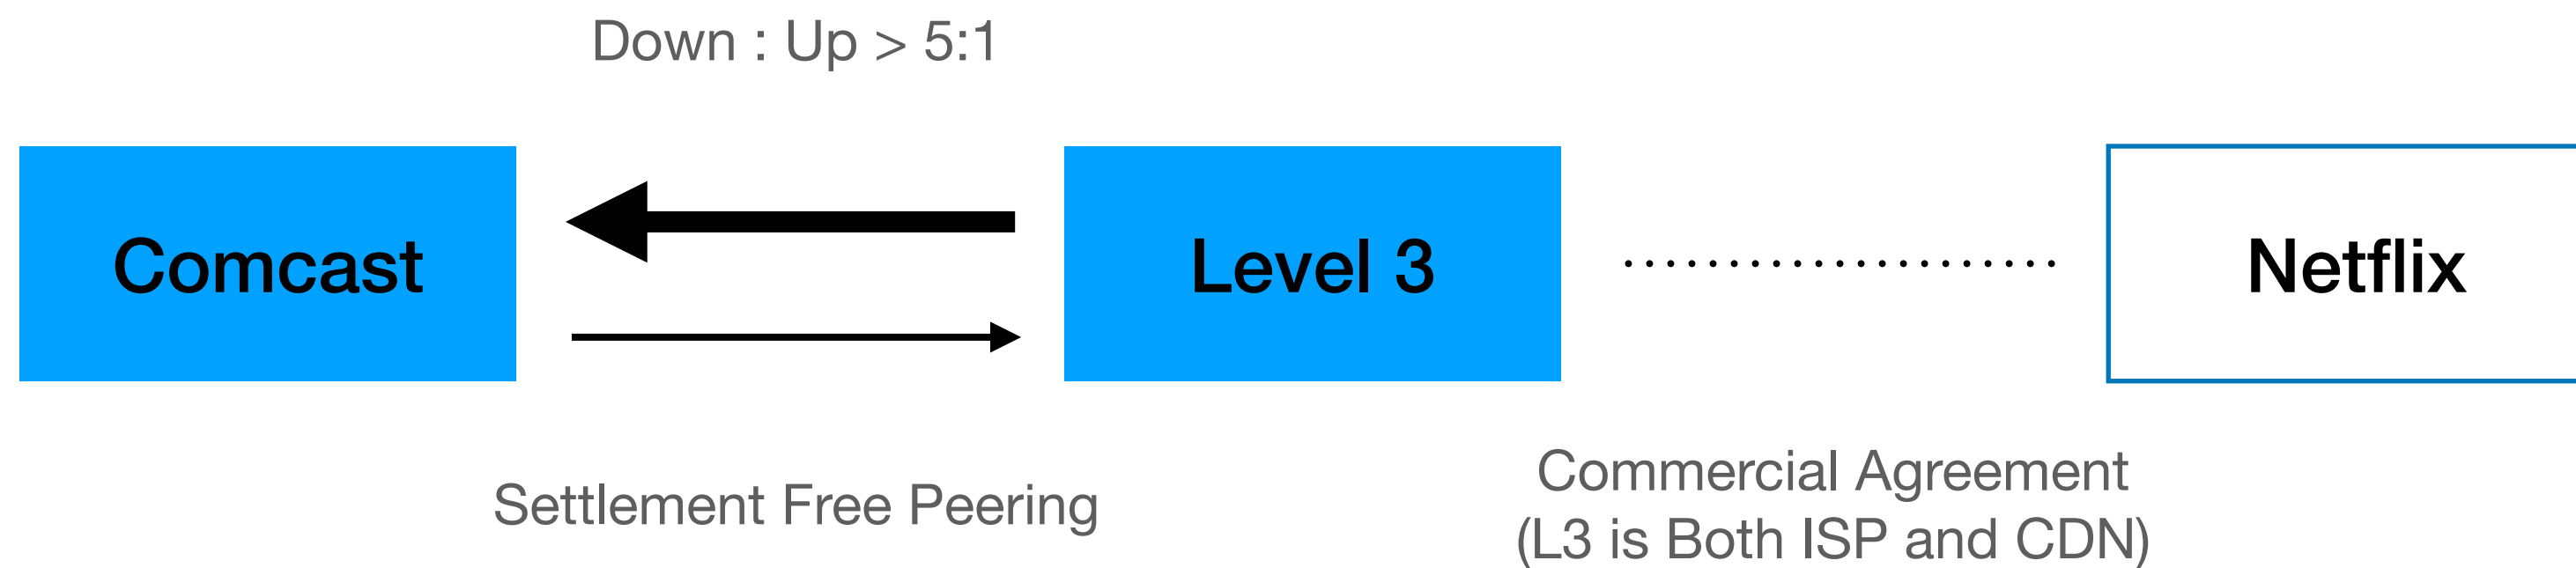 Down : Up > 5:1
Comcast
Level 3
Netflix
Settlement Free Peering
Commercial Agreement
(L3 is Both ISP and CDN)